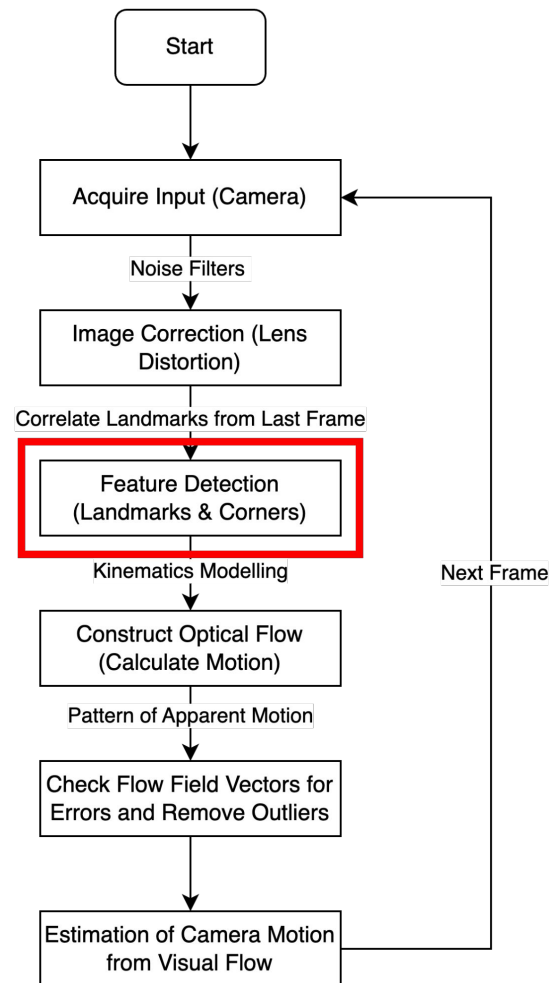 Start
Acquire Input (Camera)
Noise Filters
Image Correction (Lens
Distortion)
Correlate Landmarks from Last Frame
Feature Detection
(Landmarks & Corners)
Kinematics Modelling
Next Frame
Construct Optical Flow
(Calculate Motion)
Pattern of Apparent Motion
Check Flow Field Vectors for
Errors and Remove Outliers
Estimation of Camera Motion
from Visual Flow